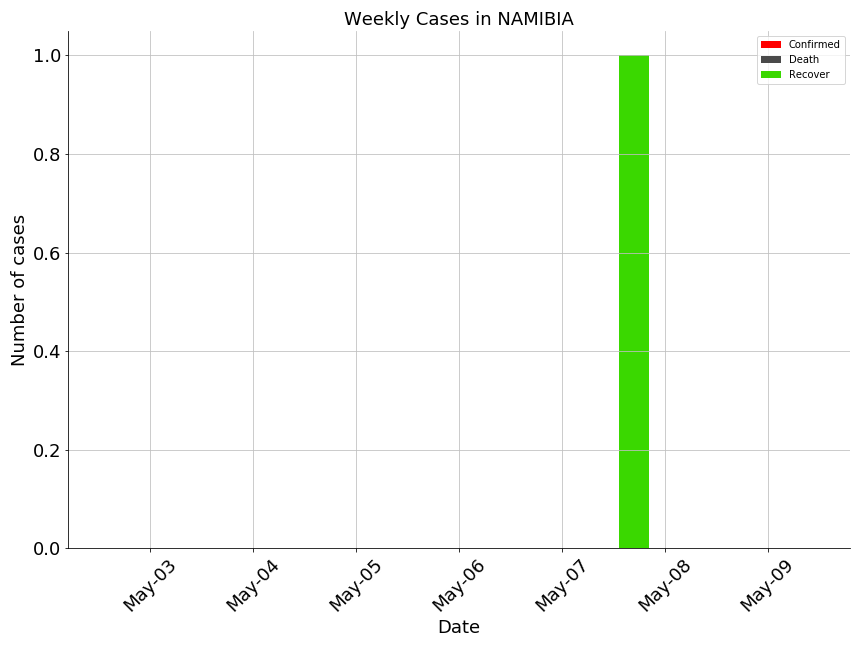 Weekly Cases in NAMIBIA
Confirmed
Death
Recover
Number of cases
1.0
0.8
0.6
0.4
0.2
0.0
May-03
May-04
May-05
May-06
May-07
May-08
May-09
Date